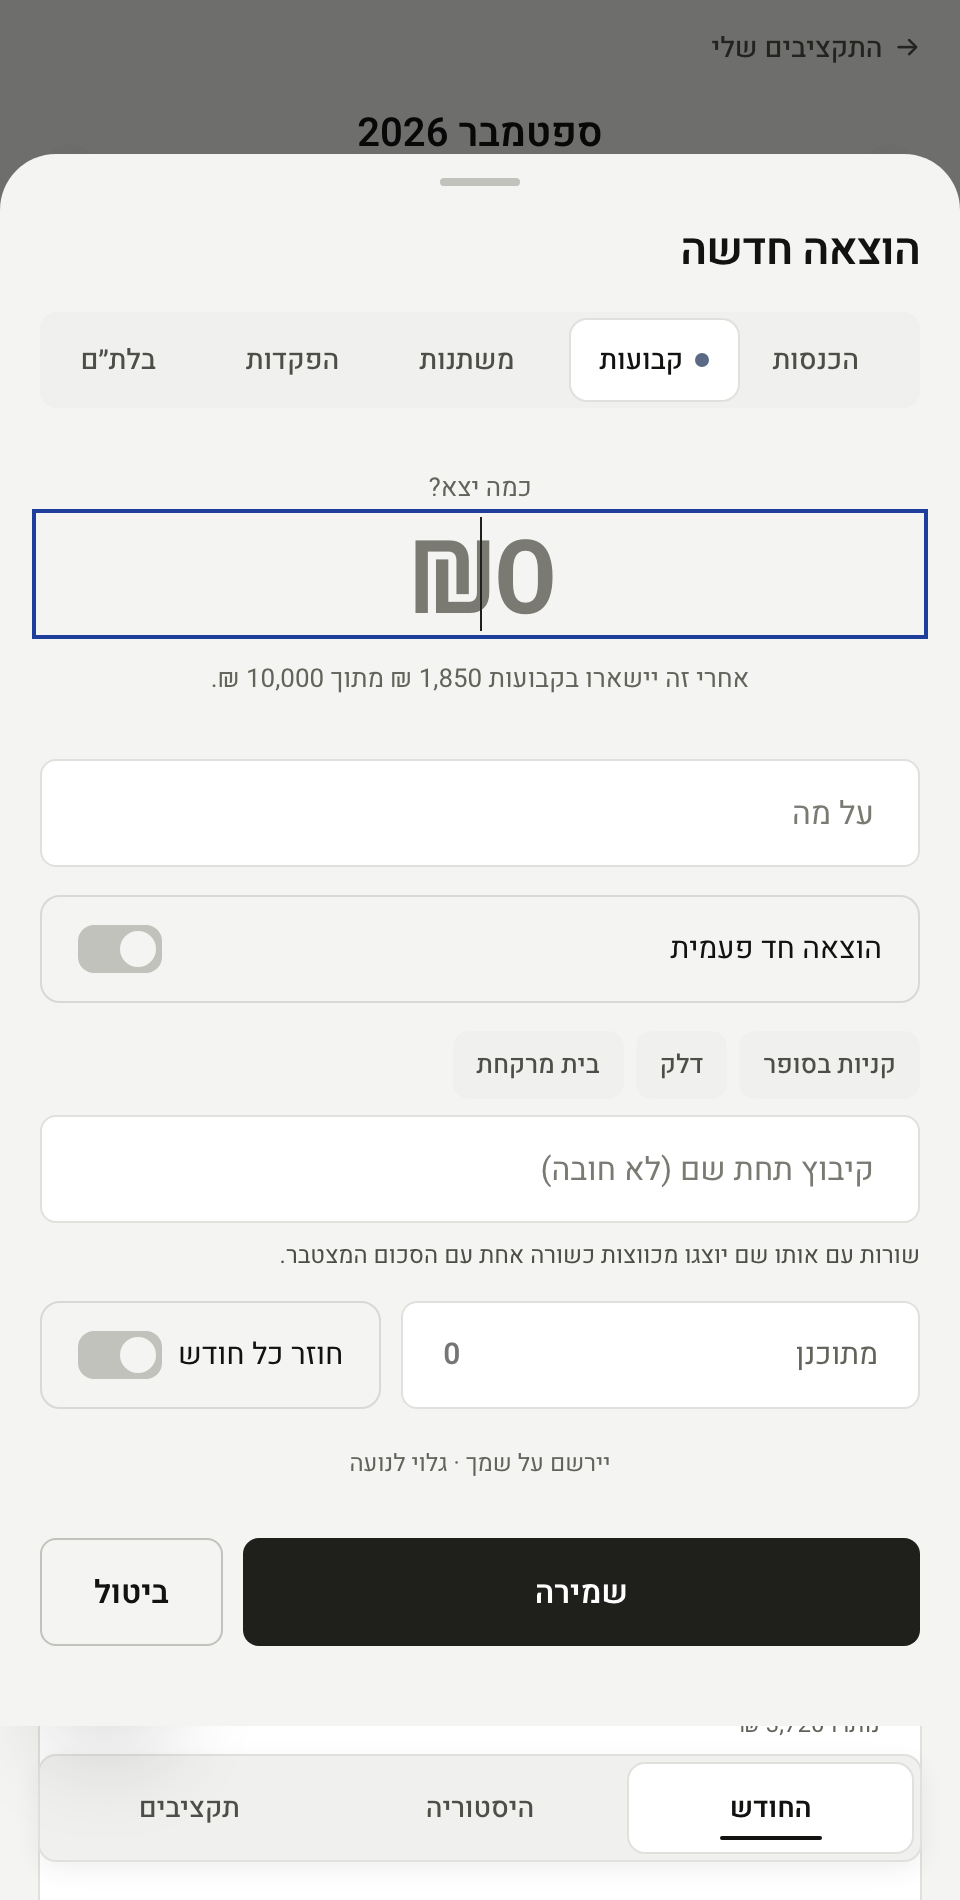 התקציבים שלי
ספטמבר 2026
הוצאה חדשה
הכנסות
קבועות
משתנות
הפקדות
בלת״ם
כמה יצא?
0₪
אחרי זה יישארו בקבועות 1,850 ₪ מתוך 10,000 ₪.
על מה
הוצאה חד פעמית
קניות בסופר
דלק
בית מרקחת
קיבוץ תחת שם (לא חובה)
שורות עם אותו שם יוצגו מכווצות כשורה אחת עם הסכום המצטבר.
מתוכנן 0
חוזר כל חודש
יירשם על שמך · גלוי לנועה
שמירה
ביטול
החודש
היסטוריה
תקציבים